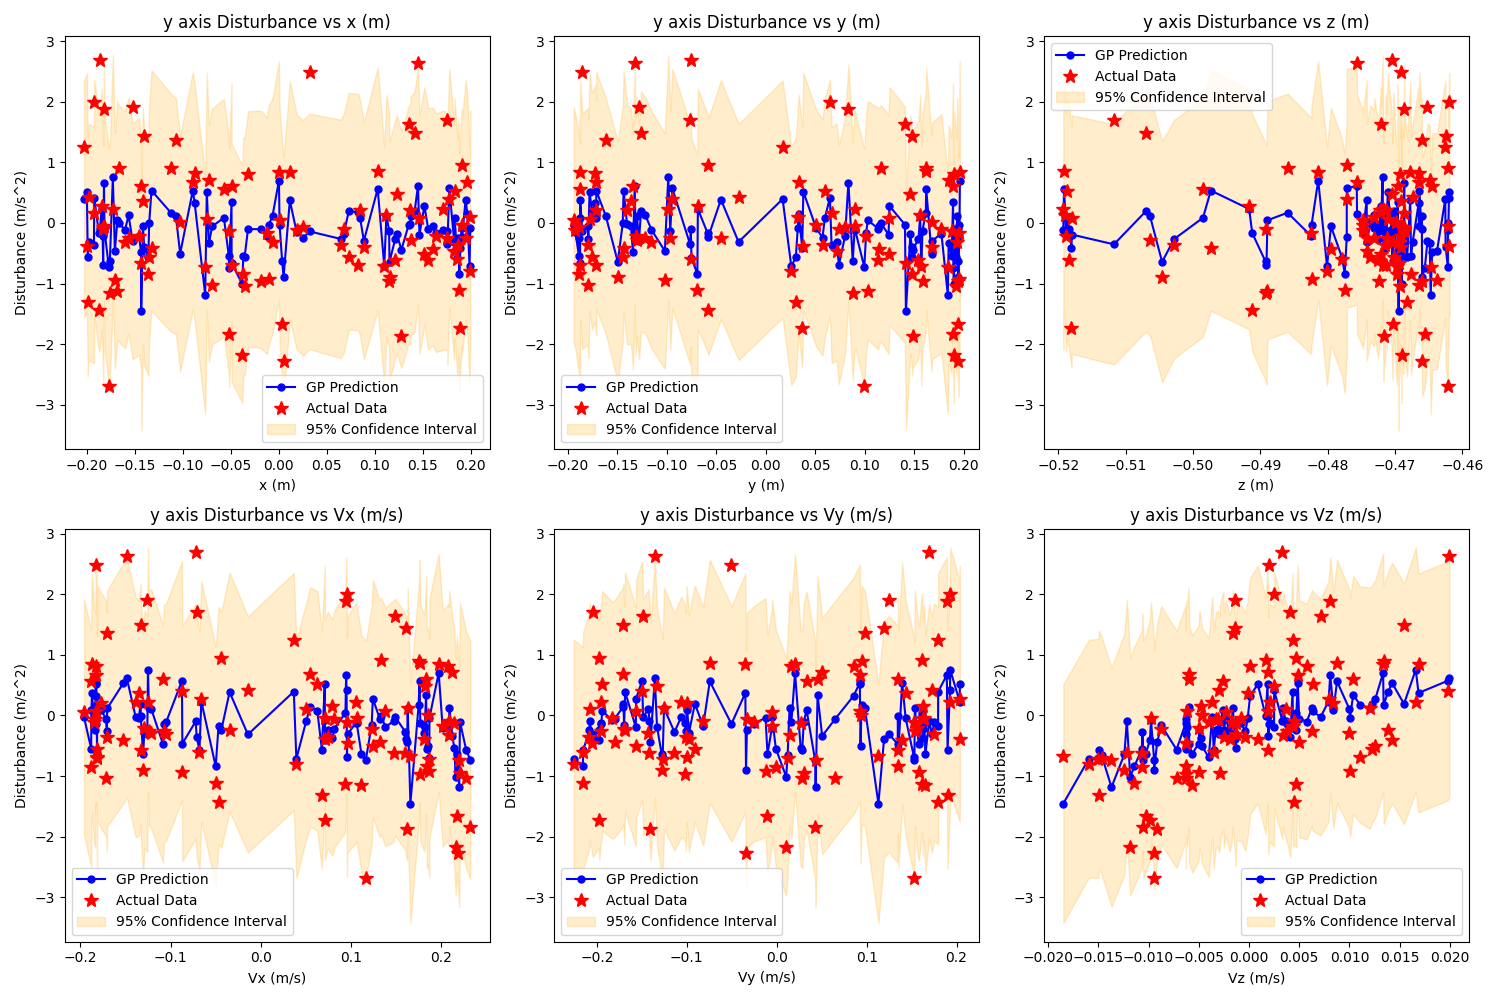 y axis Disturbance vs x (m)
3
2
1
0
−1
−2
−3
Disturbance (m/s^2)
GP Prediction
Actual Data
95% Confidence Interval
−0.20 −0.15 −0.10 −0.05 0.00 0.05 0.10 0.15 0.20
x (m)
y axis Disturbance vs y (m)
3
2
1
0
−1
−2
−3
Disturbance (m/s^2)
GP Prediction
Actual Data
95% Confidence Interval
−0.20 −0.15 −0.10 −0.05 0.00 0.05 0.10 0.15 0.20
y (m)
y axis Disturbance vs z (m)
3
2
1
0
−1
−2
−3
Disturbance (m/s^2)
GP Prediction
Actual Data
95% Confidence Interval
−0.52 −0.51 −0.50 −0.49 −0.48 −0.47 −0.46
z (m)
y axis Disturbance vs Vx (m/s)
3
2
1
0
−1
−2
−3
Disturbance (m/s^2)
GP Prediction
Actual Data
95% Confidence Interval
−0.2 −0.1 0.0 0.1 0.2
Vx (m/s)
y axis Disturbance vs Vy (m/s)
3
2
1
0
−1
−2
−3
Disturbance (m/s^2)
GP Prediction
Actual Data
95% Confidence Interval
−0.2 −0.1 0.0 0.1 0.2
Vy (m/s)
y axis Disturbance vs Vz (m/s)
3
2
1
0
−1
−2
−3
Disturbance (m/s^2)
GP Prediction
Actual Data
95% Confidence Interval
−0.020 −0.015 −0.010 −0.005 0.000 0.005 0.010 0.015 0.020
Vz (m/s)